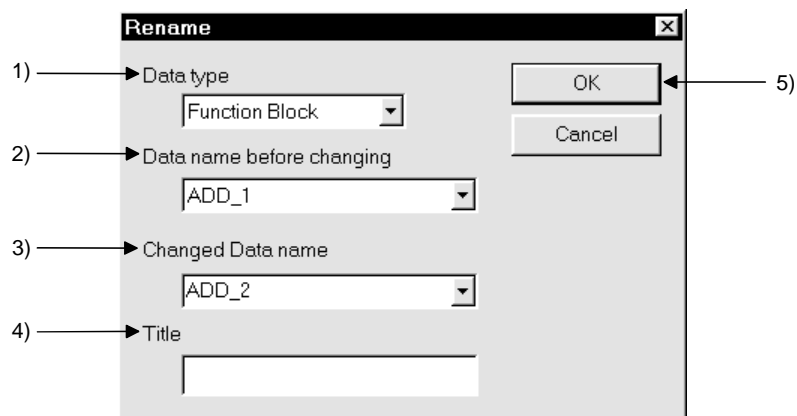 Rename
1) Data type
OK 5)
Function Block
Cancel
2) Data name before changing
ADD_1
3) Changed Data name
ADD_2
4) Title